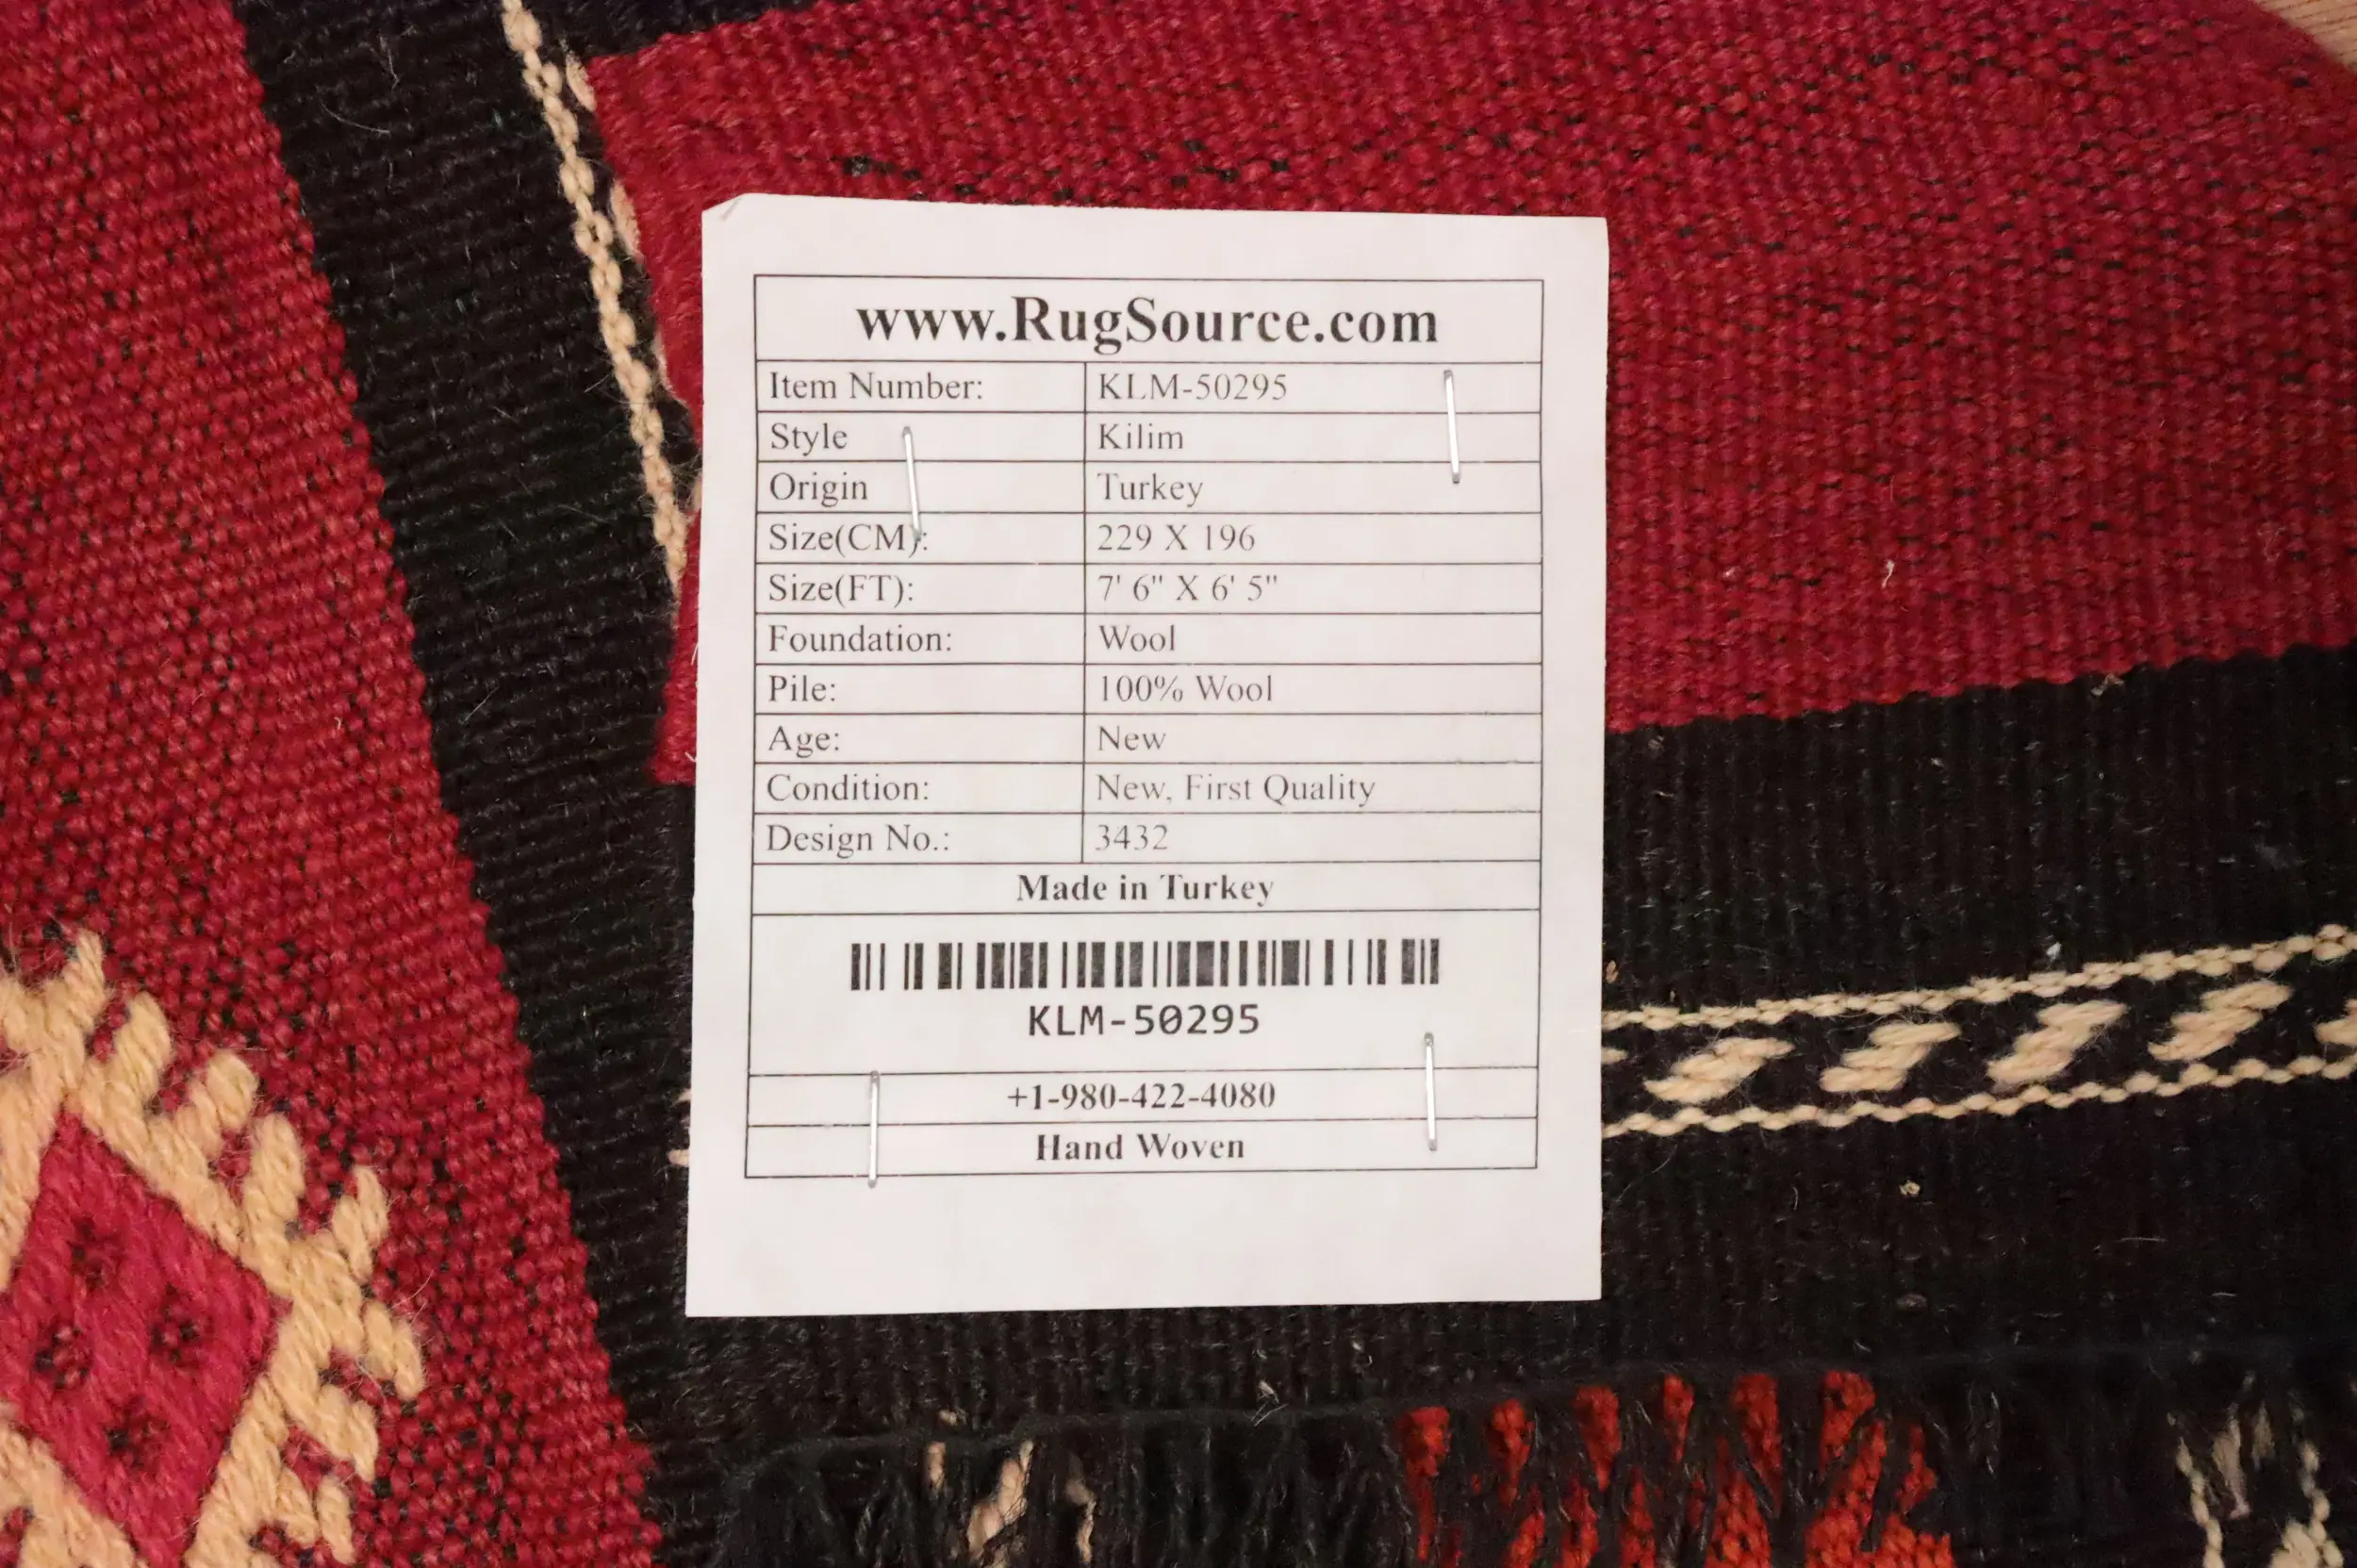 www.RugSource.com
Item Number: KLM-50295
Style Kilim
Origin Turkey
Size(CM): 229 X 196
Size(FT): 7' 6" X 6' 5"
Foundation: Wool
Pile: 100% Wool
Age: New
Condition: New, First Quality
Design No.: 3432
Made in Turkey
KLM-50295
+1-980-422-4080
Hand Woven